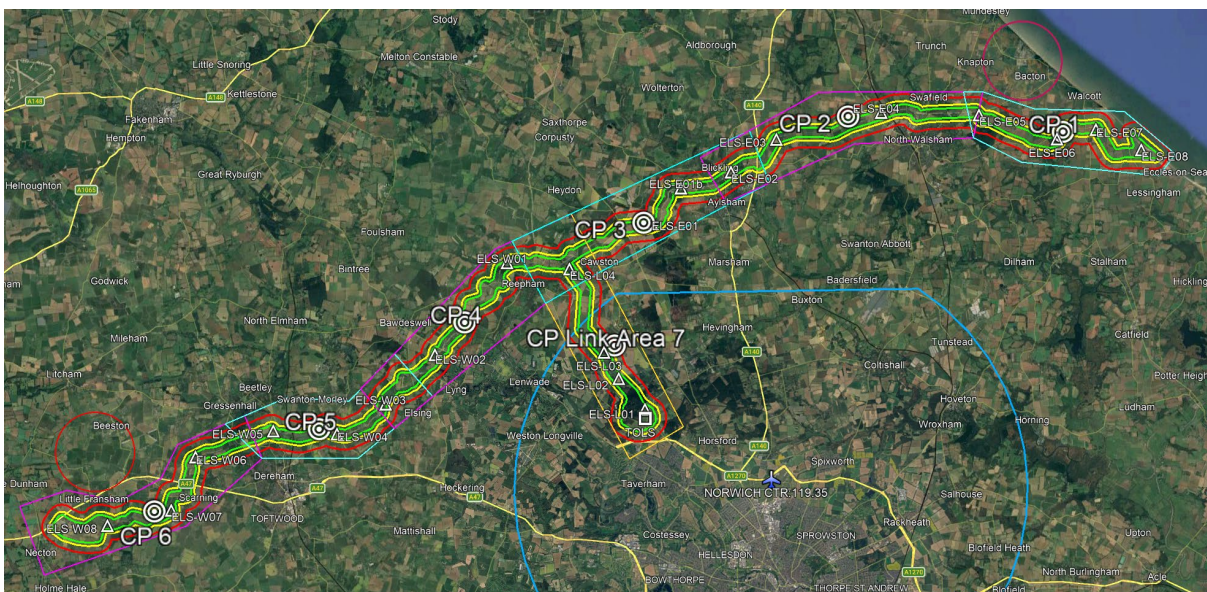 Mundesley
Stody
Aldborough
Trunch
Melton Constable
Knapton
Little Snoring
Bacton
Wolterton
A148
A148
Kettlestone
Swafield
Walcott
A140
Fakenham
ELS-E04
Saxthorpe
CP 2
ELS-E05
CP 1
ELS-E07
Hempton
Corpusty
ELS-E03
North Walsham
ELS-E06
ELS-E08
Blickling
Great Ryburgh
Eccles-on-Sea
ELS-E02
Helhoughton
A1065
Heydon
ELS-E01b
Lessingham
Aylsham
CP 3
ELS-E01
Foulsham
Swanton Abbott
ELS-W01
Cawston
Marsham
Dilham
Stalham
Bintree
ELS-L04
Godwick
Reepham
Badersfield
Hickling
Buxton
CP 4
North Elmham
Bawdeswell
Hevingham
Catfield
Mileham
CP Link Area 7
Tunstead
A140
ELS-W02
ELS-L03
Coltishall
Litcham
Lenwade
ELS-L02
Potter Heigh
Beetley
Lyng
Swanton Morley
Hoveton
Gressenhall
ELS-W03
Elsing
ELS-L01
Ludham
Horning
Beeston
CP 5
Wroxham
ELS-W05
ELS-W04
Weston Longville
TOLS
Horsford
A140
ELS-W06
Spixworth
Dereham
A1270
e Dunham
A47
A47
Hockering
A47
Taverham
NORWICH CTR.119.35
Salhouse
Little Fransham
Scarning
ELS-W07
TOFTWOOD
Rackheath
ELS-W08
CP 6
Mattishall
Costessey
SPROWSTON
Upton
Necton
HELLESDON
Blofield Heath
A1270
North Burlingham
Acle
BOWTHORPE
Holme Hale
THORPE ST. ANDREW
Blofield